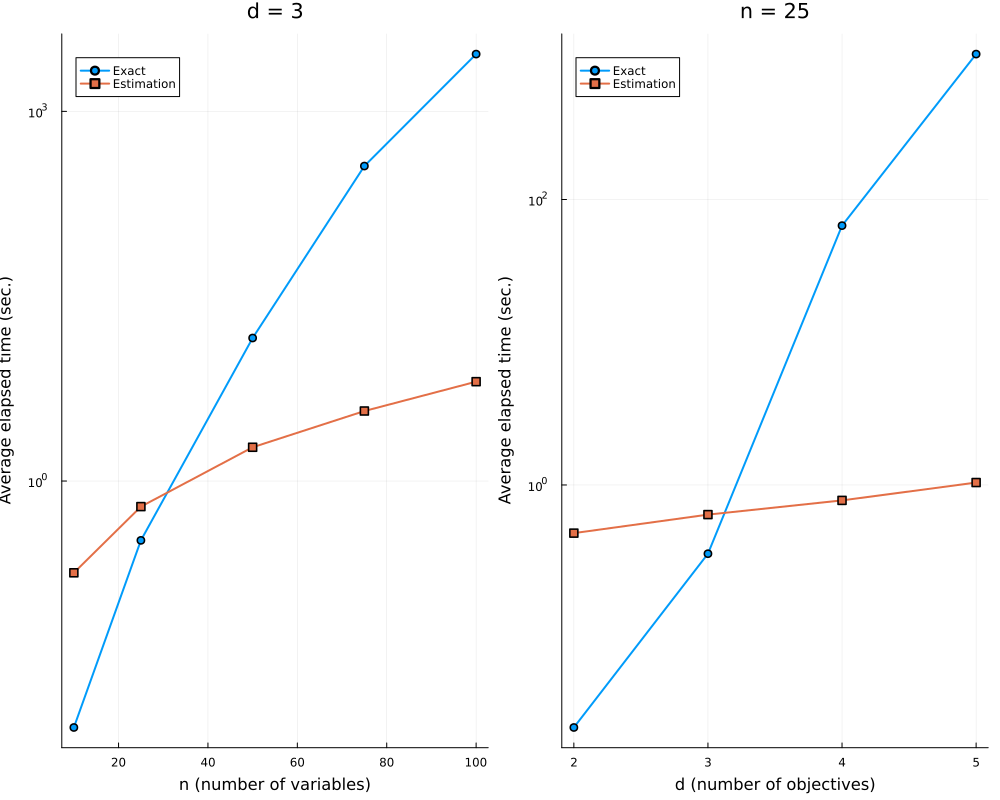 d = 3
Exact
Estimation
10³
10⁰
Average elapsed time (sec.)
20 40 60 80 100
n (number of variables)
n = 25
Exact
Estimation
10²
10⁰
Average elapsed time (sec.)
2 3 4 5
d (number of objectives)